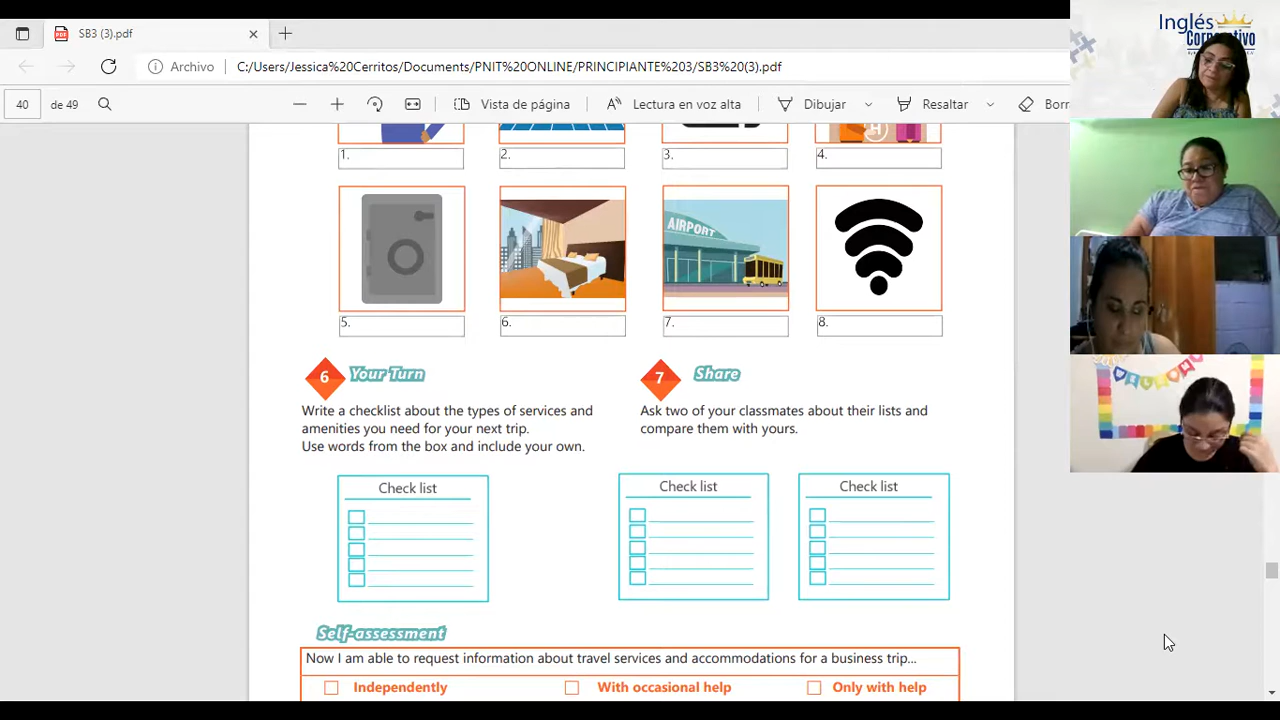 SB3 (3).pdf
Archivo
C:/Users/Jessica%20Cerritos/Documents/PNIT%20ONLINE/PRINCIPIANTE%203/SB3%20(3).pdf
40
de 49
Vista de página
Lectura en voz alta
Dibujar
Resaltar
Borr
Inglés
Corporativo
1.
2.
3.
4.
AIRPORT
5.
6.
7.
8.
6
Your Turn
Write a checklist about the types of services and
amenities you need for your next trip.
Use words from the box and include your own.
Check list
7
Share
Ask two of your classmates about their lists and
compare them with yours.
Check list
Check list
Self-assessment
Now I am able to request information about travel services and accommodations for a business trip...
Independently
With occasional help
Only with help